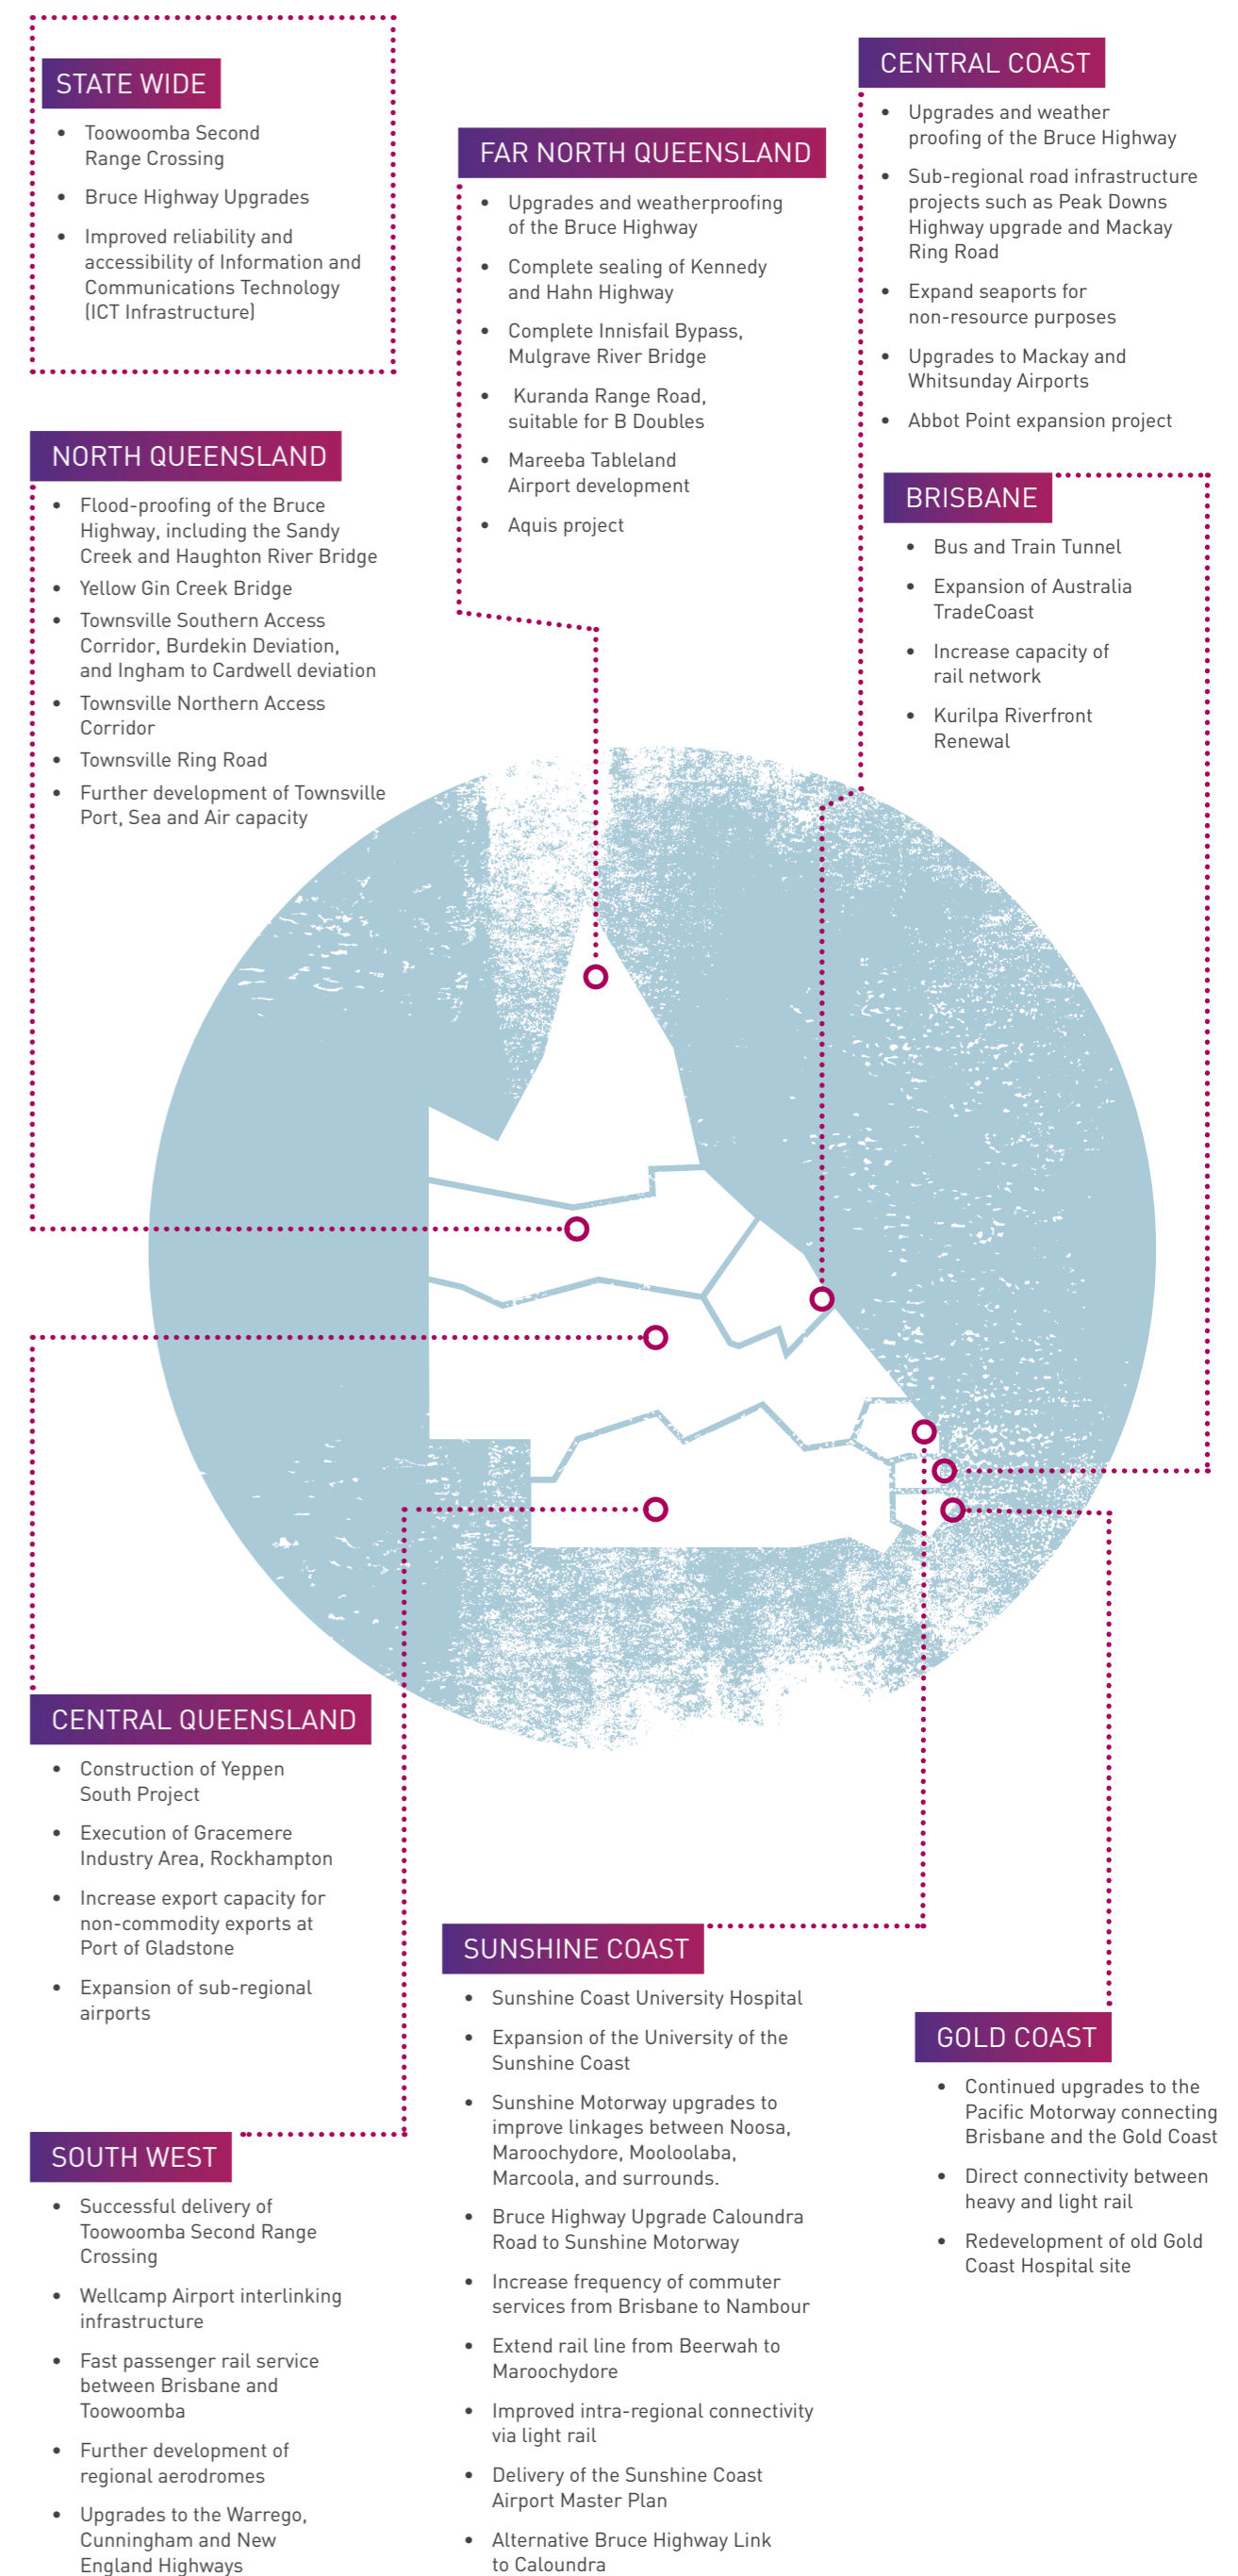 STATE WIDE
• Toowoomba Second
Range Crossing
• Bruce Highway Upgrades
• Improved reliability and
accessibility of Information and
Communications Technology
(ICT Infrastructure)
FAR NORTH QUEENSLAND
• Upgrades and weatherproofing
of the Bruce Highway
• Complete sealing of Kennedy
and Hahn Highway
• Complete Innisfail Bypass,
Mulgrave River Bridge
• Kuranda Range Road,
suitable for B Doubles
• Mareeba Tableland
Airport development
• Aquis project
CENTRAL COAST
• Upgrades and weather
proofing of the Bruce Highway
• Sub-regional road infrastructure
projects such as Peak Downs
Highway upgrade and Mackay
Ring Road
• Expand seaports for
non-resource purposes
• Upgrades to Mackay and
Whitsunday Airports
• Abbot Point expansion project
NORTH QUEENSLAND
• Flood-proofing of the Bruce
Highway, including the Sandy
Creek and Haughton River Bridge
• Yellow Gin Creek Bridge
• Townsville Southern Access
Corridor, Burdekin Deviation,
and Ingham to Cardwell deviation
• Townsville Northern Access
Corridor
• Townsville Ring Road
• Further development of Townsville
Port, Sea and Air capacity
BRISBANE
• Bus and Train Tunnel
• Expansion of Australia
TradeCoast
• Increase capacity of
rail network
• Kurilpa Riverfront
Renewal
CENTRAL QUEENSLAND
• Construction of Yeppen
South Project
• Execution of Gracemere
Industry Area, Rockhampton
• Increase export capacity for
non-commodity exports at
Port of Gladstone
• Expansion of sub-regional
airports
SOUTH WEST
• Successful delivery of
Toowoomba Second Range
Crossing
• Wellcamp Airport interlinking
infrastructure
• Fast passenger rail service
between Brisbane and
Toowoomba
• Further development of
regional aerodromes
• Upgrades to the Warrego,
Cunningham and New
England Highways
SUNSHINE COAST
• Sunshine Coast University Hospital
• Expansion of the University of the
Sunshine Coast
• Sunshine Motorway upgrades to
improve linkages between Noosa,
Maroochydore, Mooloolaba,
Marcoola, and surrounds.
• Bruce Highway Upgrade Caloundra
Road to Sunshine Motorway
• Increase frequency of commuter
services from Brisbane to Nambour
• Extend rail line from Beerwah to
Maroochydore
• Improved intra-regional connectivity
via light rail
• Delivery of the Sunshine Coast
Airport Master Plan
• Alternative Bruce Highway Link
to Caloundra
GOLD COAST
• Continued upgrades to the
Pacific Motorway connecting
Brisbane and the Gold Coast
• Direct connectivity between
heavy and light rail
• Redevelopment of old Gold
Coast Hospital site